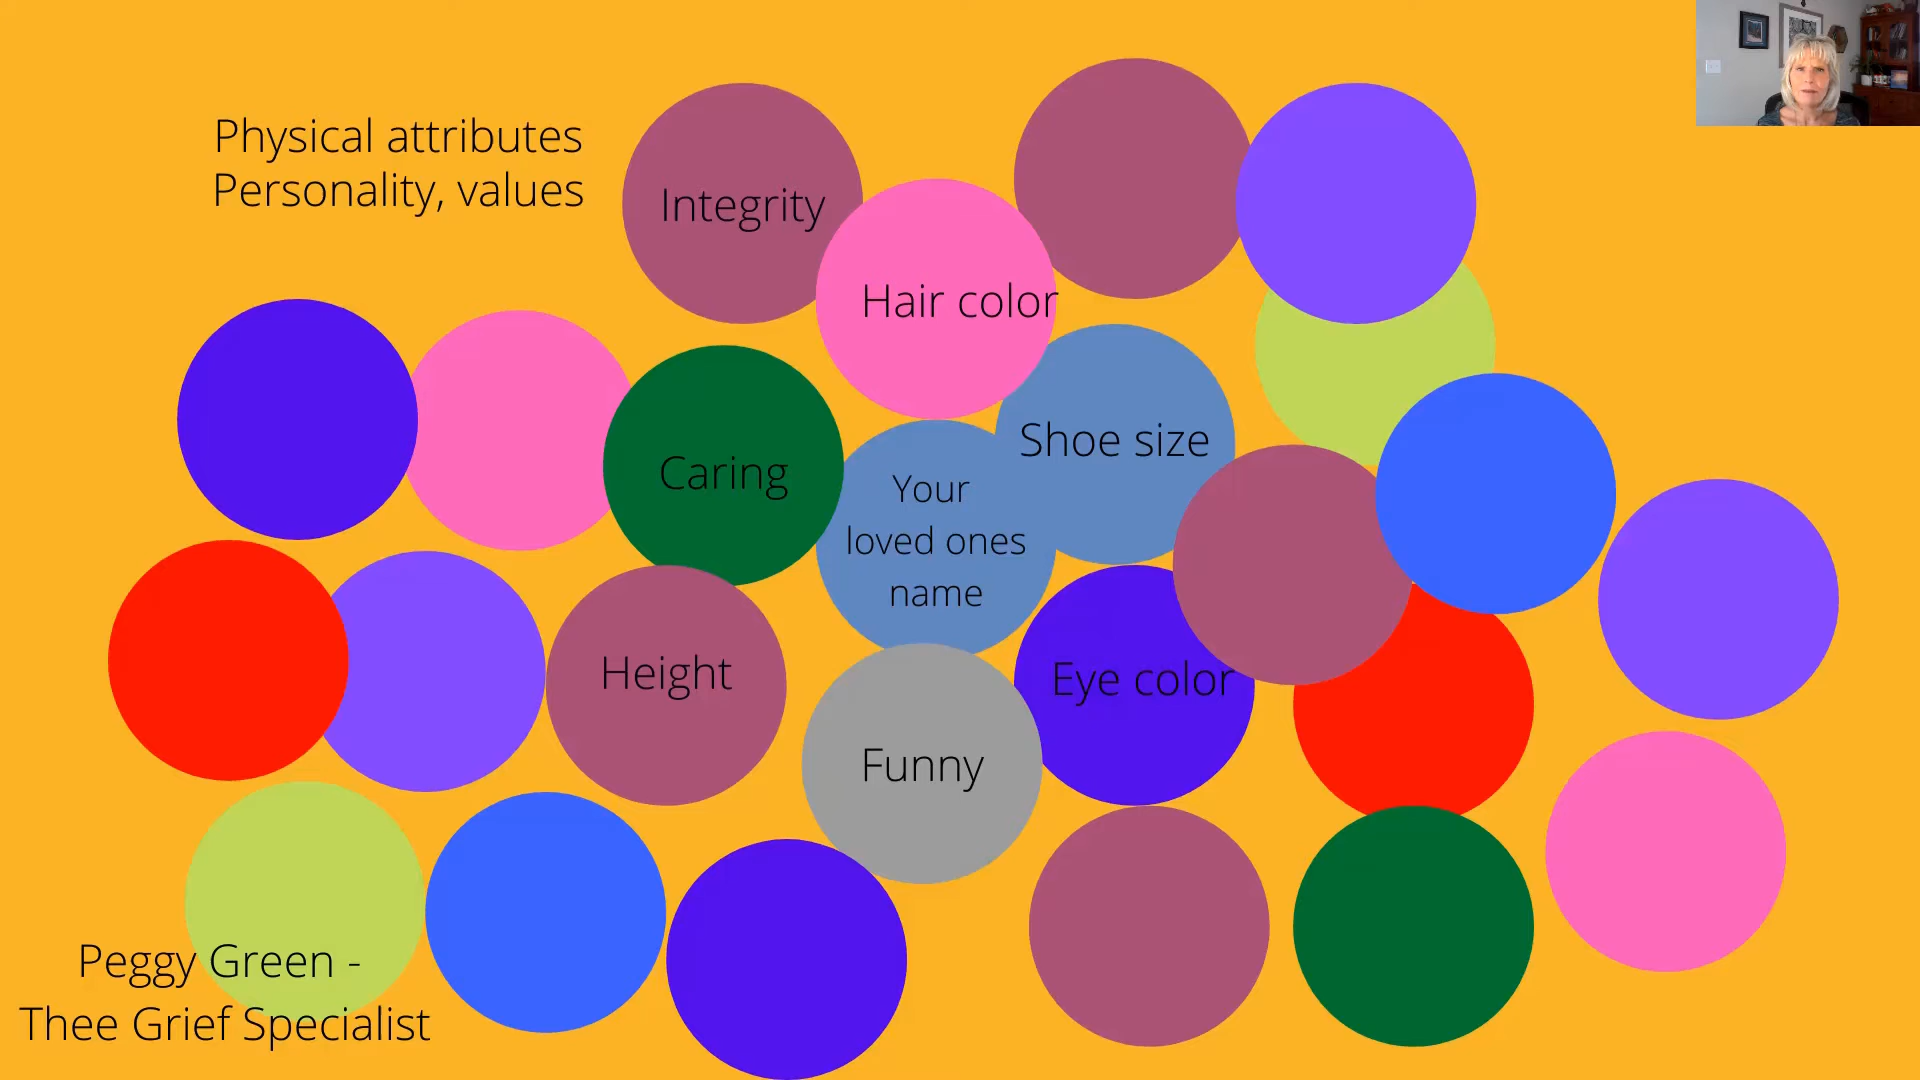 Physical attributes
Personality, values
Integrity
Hair color
Shoe size
Caring
Your
loved ones
name
Height
Eye color
Funny
Peggy Green -
Thee Grief Specialist